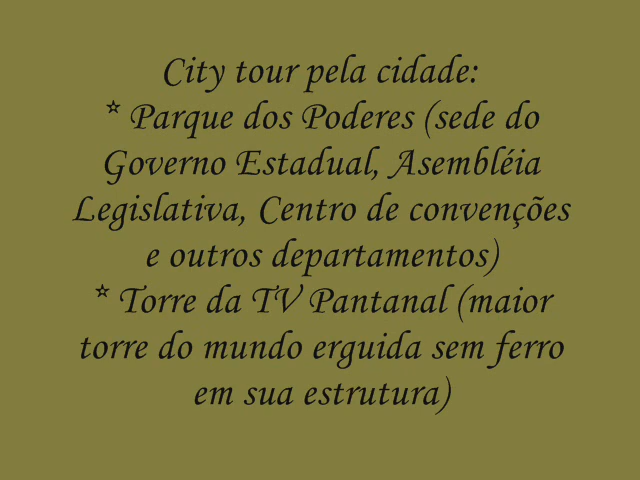 City tour pela cidade:
* Parque dos Poderes (sede do
Governo Estadual, Asembléia
Legislativa, Centro de convenções
e outros departamentos)
* Torre da TV Pantanal (maior
torre do mundo erguida sem ferro
em sua estrutura)